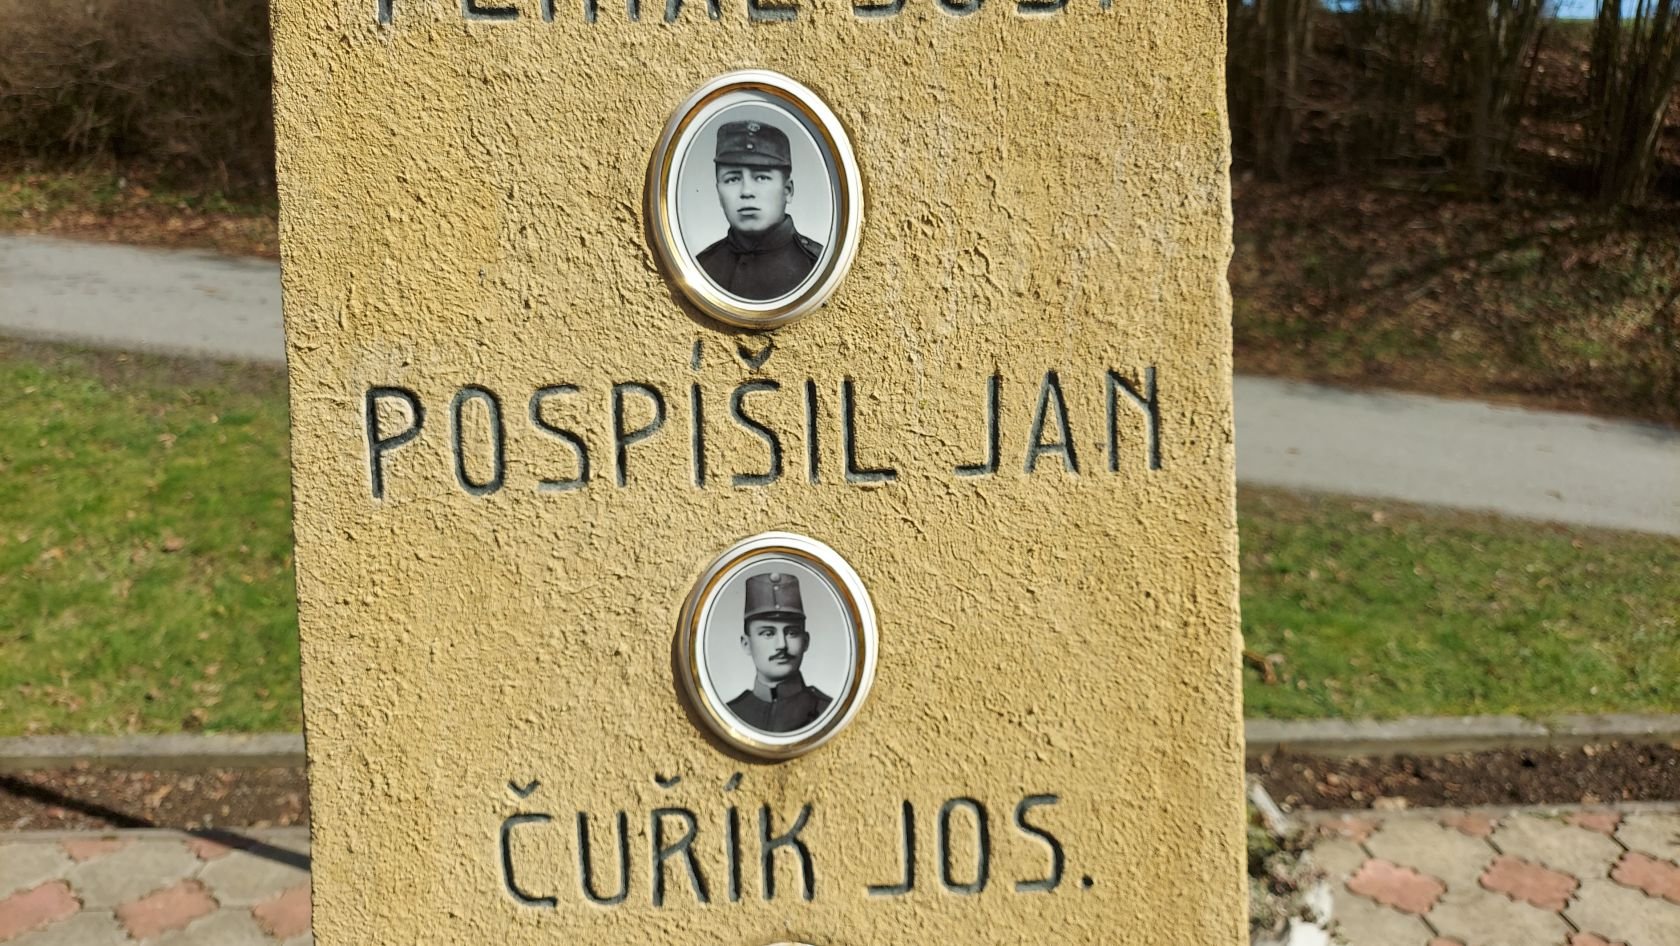 POSPÍŠIL JAN
ČUŘÍK JOS.